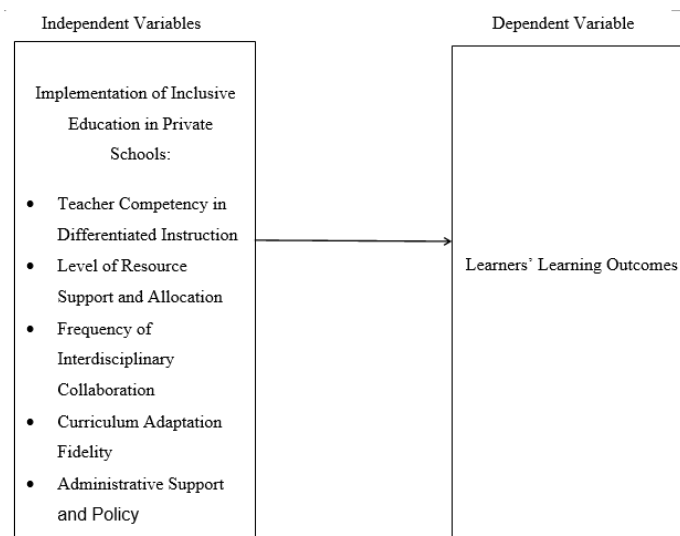 Independent Variables
Dependent Variable
Implementation of Inclusive
Education in Private
Schools:
• Teacher Competency in
Differentiated Instruction
• Level of Resource
Support and Allocation
• Frequency of
Interdisciplinary
Collaboration
• Curriculum Adaptation
Fidelity
• Administrative Support
and Policy
Learners’ Learning Outcomes